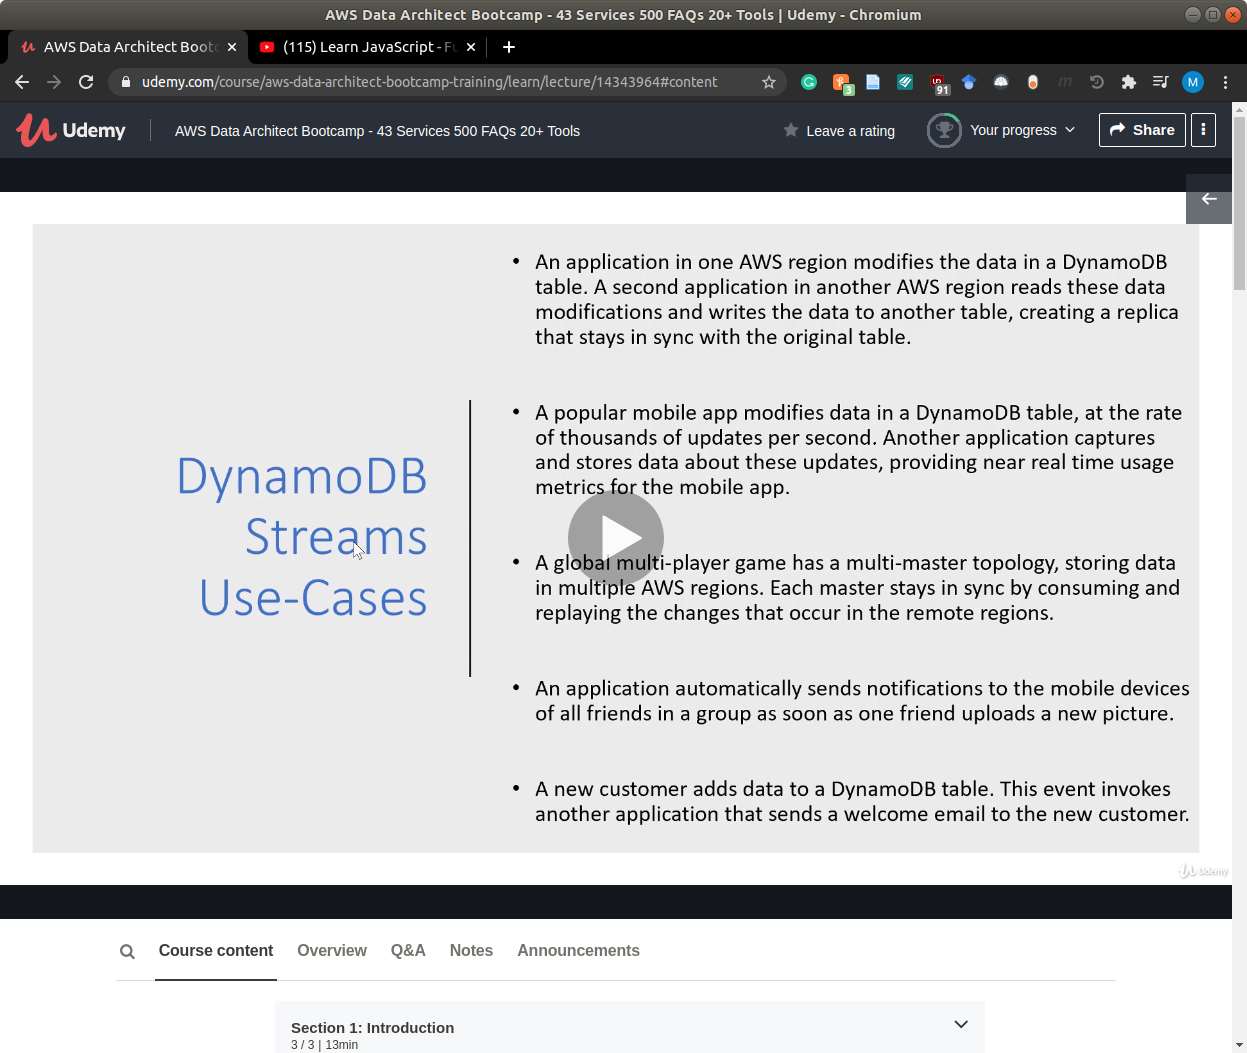 AWS Data Architect Bootcamp - 43 Services 500 FAQs 20+ Tools | Udemy - Chromium
AWS Data Architect Bootc
(115) Learn JavaScript - Fu
udemy.com/course/aws-data-architect-bootcamp-training/learn/lecture/14343964#content
3
91
M
Udemy
AWS Data Architect Bootcamp - 43 Services 500 FAQs 20+ Tools
Leave a rating
Your progress
Share
DynamoDB
Streams
Use-Cases
• An application in one AWS region modifies the data in a DynamoDB
table. A second application in another AWS region reads these data
modifications and writes the data to another table, creating a replica
that stays in sync with the original table.
• A popular mobile app modifies data in a DynamoDB table, at the rate
of thousands of updates per second. Another application captures
and stores data about these updates, providing near real time usage
metrics for the mobile app.
• A global multi-player game has a multi-master topology, storing data
in multiple AWS regions. Each master stays in sync by consuming and
replaying the changes that occur in the remote regions.
• An application automatically sends notifications to the mobile devices
of all friends in a group as soon as one friend uploads a new picture.
• A new customer adds data to a DynamoDB table. This event invokes
another application that sends a welcome email to the new customer.
Udemy
Course content
Overview
Q&A
Notes
Announcements
Section 1: Introduction
3 / 3 | 13min